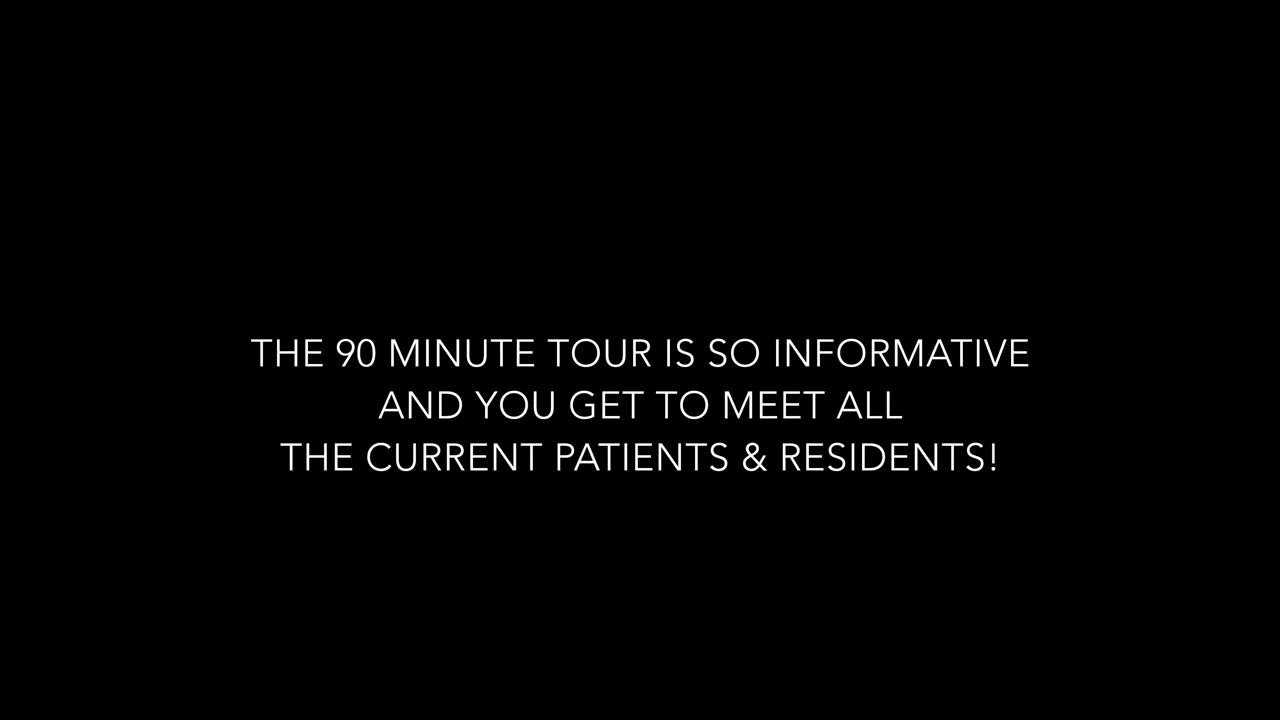 THE 90 MINUTE TOUR IS SO INFORMATIVE
AND YOU GET TO MEET ALL
THE CURRENT PATIENTS & RESIDENTS!